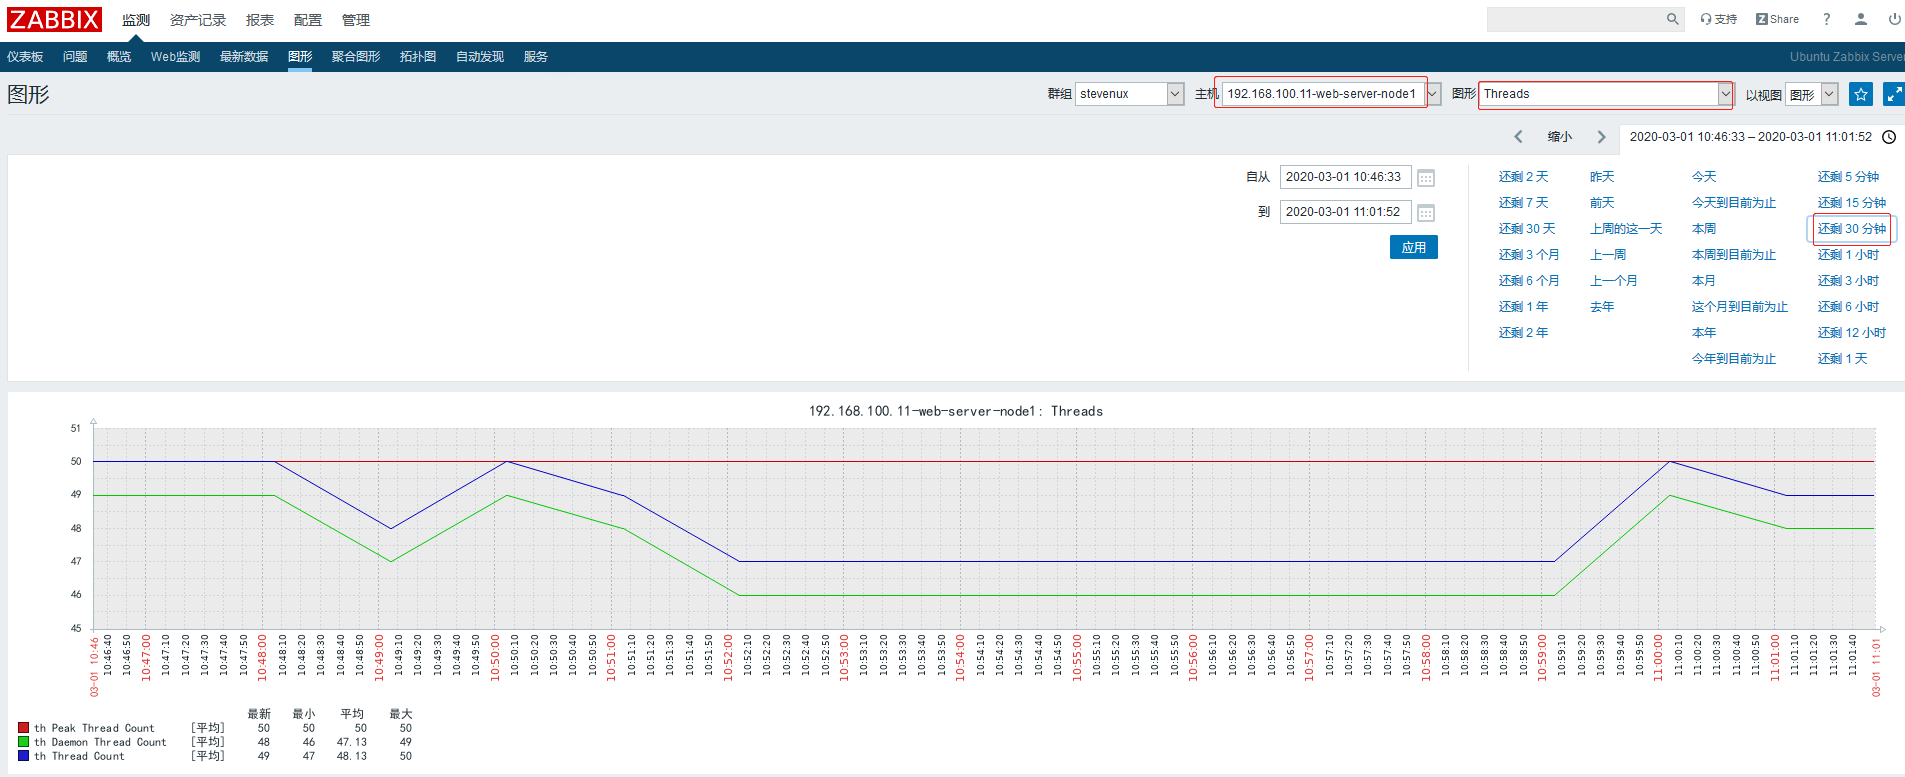 ZABBIX 监测 资产记录 报表 配置 管理 支持 Z Share ?
仪表板 问题 概览 Web监测 最新数据 图形 聚合图形 拓扑图 自动发现 服务 Ubuntu Zabbix Server
图形 群组 stevenux 主机 192.168.100.11-web-server-node1 图形 Threads 以视图 图形
缩小 2020-03-01 10:46:33 – 2020-03-01 11:01:52
自从 2020-03-01 10:46:33 还剩 2 天 昨天 今天 还剩 5 分钟
还剩 7 天 前天 今天到目前为止 还剩 15 分钟
到 2020-03-01 11:01:52
还剩 30 天 上周的这一天 本周 还剩 30 分钟
应用 还剩 3 个月 上一周 本周到目前为止 还剩 1 小时
还剩 6 个月 上一个月 本月 还剩 3 小时
还剩 1 年 去年 这个月到目前为止 还剩 6 小时
还剩 2 年 本年 还剩 12 小时
今年到目前为止 还剩 1 天
192.168.100.11-web-server-node1: Threads
51
50
49
48
47
46
45
03-01 10:46 10:46:40 10:46:50 10:47:00 10:47:10 10:47:20 10:47:30 10:47:40 10:47:50 10:48:00 10:48:10 10:48:20 10:48:30 10:48:40 10:48:50 10:49:00 10:49:10 10:49:20 10:49:30 10:49:40 10:49:50 10:50:00 10:50:10 10:50:20 10:50:30 10:50:40 10:50:50 10:51:00 10:51:10 10:51:20 10:51:30 10:51:40 10:51:50 10:52:00 10:52:10 10:52:20 10:52:30 10:52:40 10:52:50 10:53:00 10:53:10 10:53:20 10:53:30 10:53:40 10:53:50 10:54:00 10:54:10 10:54:20 10:54:30 10:54:40 10:54:50 10:55:00 10:55:10 10:55:20 10:55:30 10:55:40 10:55:50 10:56:00 10:56:10 10:56:20 10:56:30 10:56:40 10:56:50 10:57:00 10:57:10 10:57:20 10:57:30 10:57:40 10:57:50 10:58:00 10:58:10 10:58:20 10:58:30 10:58:40 10:58:50 10:59:00 10:59:10 10:59:20 10:59:30 10:59:40 10:59:50 11:00:00 11:00:10 11:00:20 11:00:30 11:00:40 11:00:50 11:01:00 11:01:10 11:01:20 11:01:30 11:01:40 03-01 11:01
最新 最小 平均 最大
th Peak Thread Count [平均] 50 50 50 50
th Daemon Thread Count [平均] 48 46 47.13 49
th Thread Count [平均] 49 47 48.13 50